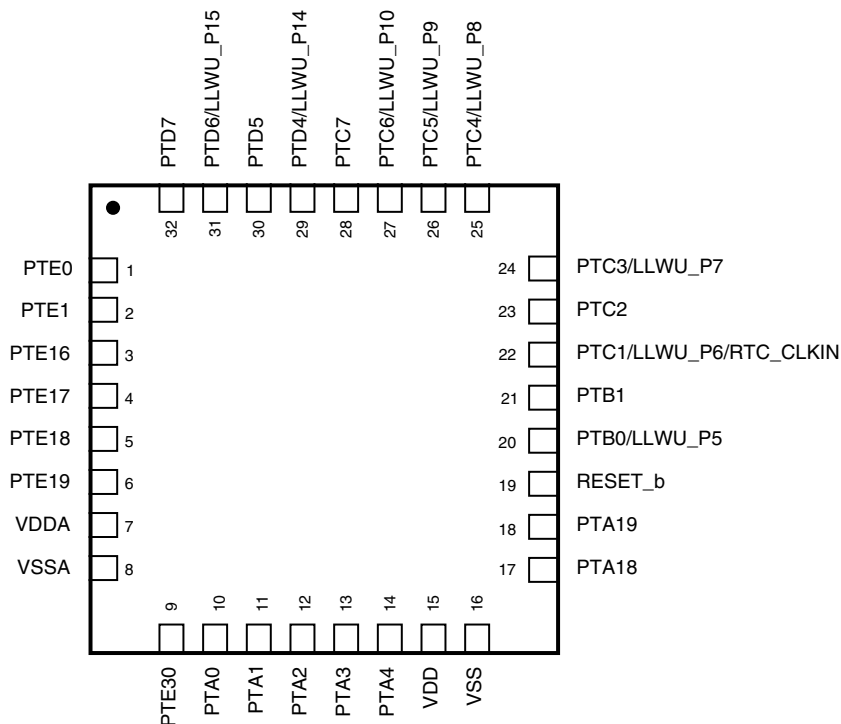 PTD7
PTD6/LLWU_P15
PTD5
PTD4/LLWU_P14
PTC7
PTC6/LLWU_P10
PTC5/LLWU_P9
PTC4/LLWU_P8
32
31
30
29
28
27
26
25
PTE0 1
PTE1 2
PTE16 3
PTE17 4
PTE18 5
PTE19 6
VDDA 7
VSSA 8
24 PTC3/LLWU_P7
23 PTC2
22 PTC1/LLWU_P6/RTC_CLKIN
21 PTB1
20 PTB0/LLWU_P5
19 RESET_b
18 PTA19
17 PTA18
9
10
11
12
13
14
15
16
PTE30
PTA0
PTA1
PTA2
PTA3
PTA4
VDD
VSS